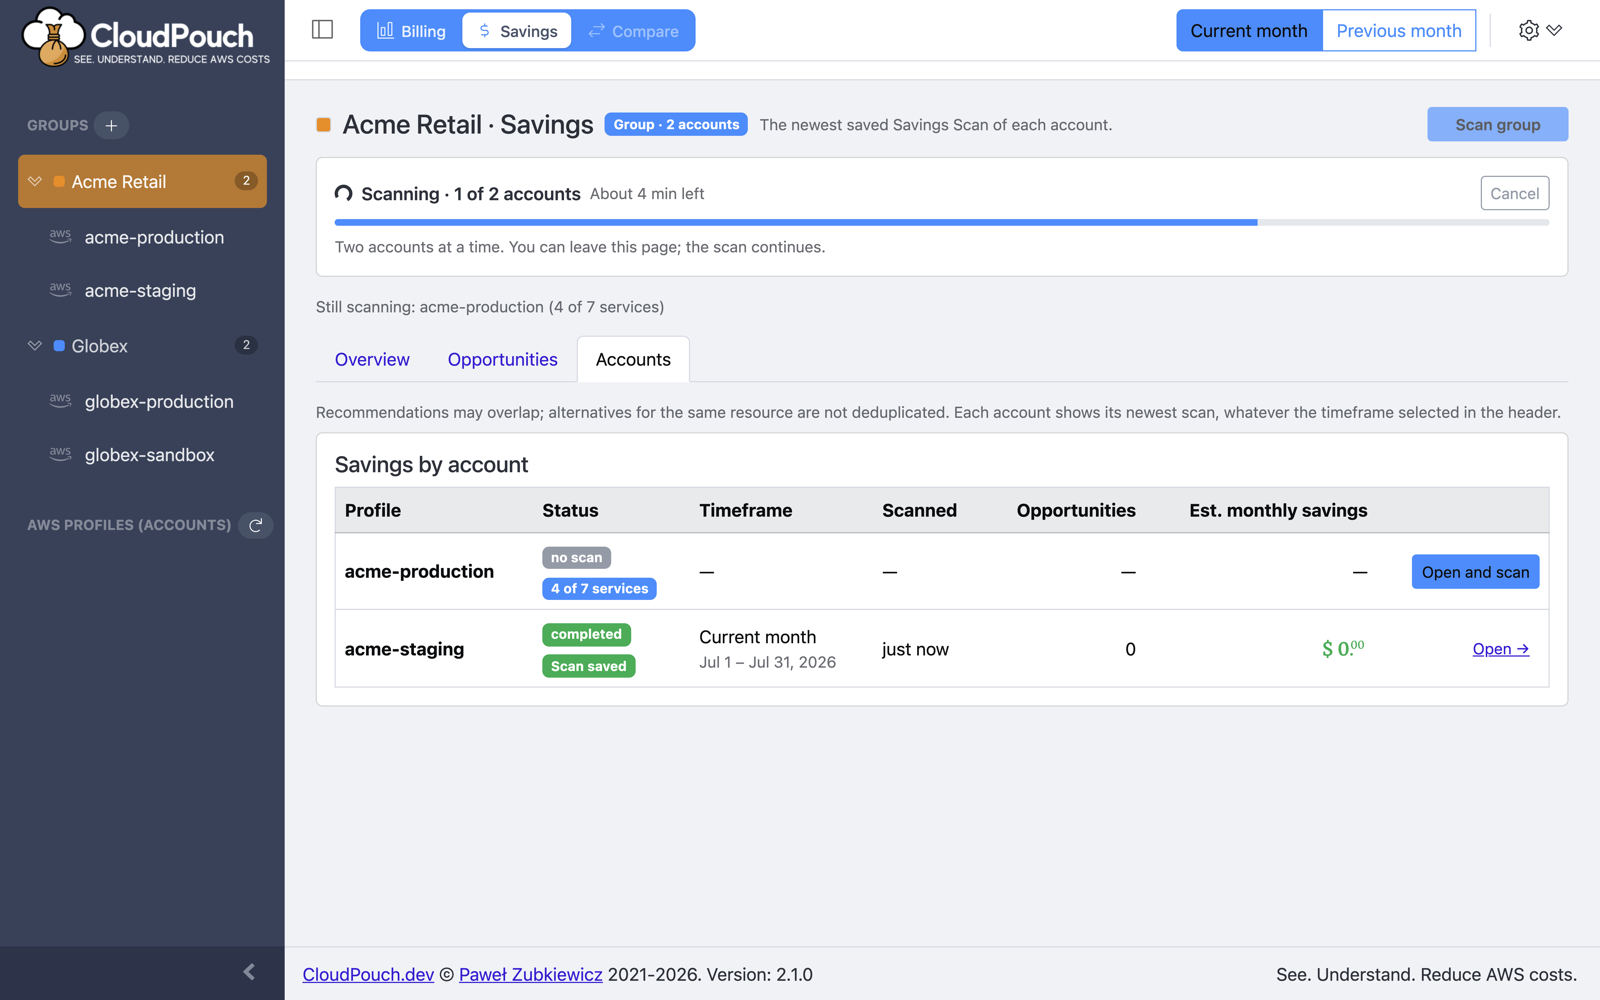 CloudPouch
SEE. UNDERSTAND. REDUCE AWS COSTS
GROUPS +
Acme Retail 2
aws acme-production
aws acme-staging
Globex 2
aws globex-production
aws globex-sandbox
AWS PROFILES (ACCOUNTS)
Billing $ Savings Compare
Current month Previous month
Acme Retail · Savings Group · 2 accounts The newest saved Savings Scan of each account. Scan group
Scanning · 1 of 2 accounts About 4 min left Cancel
Two accounts at a time. You can leave this page; the scan continues.
Still scanning: acme-production (4 of 7 services)
Overview Opportunities Accounts
Recommendations may overlap; alternatives for the same resource are not deduplicated. Each account shows its newest scan, whatever the timeframe selected in the header.
Savings by account
Profile Status Timeframe Scanned Opportunities Est. monthly savings
no scan
acme-production — — — — Open and scan
4 of 7 services
completed Current month
acme-staging just now 0 $ 0.00 Open →
Scan saved Jul 1 – Jul 31, 2026
CloudPouch.dev © Paweł Zubkiewicz 2021-2026. Version: 2.1.0 See. Understand. Reduce AWS costs.